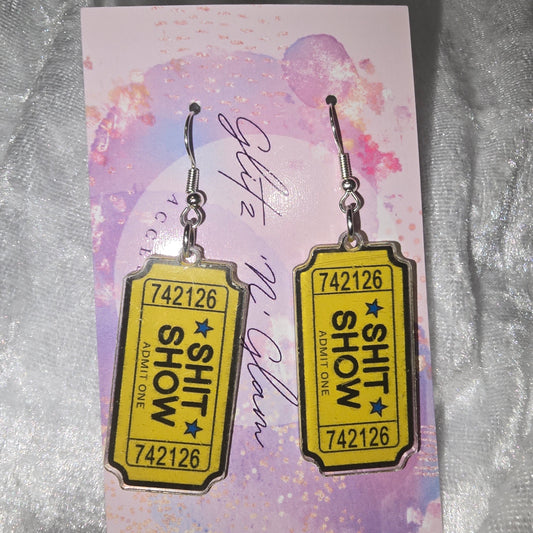 Glitz 'N' Glam
742126
★SHIT★
SHOW
ADMIT ONE
742126
742126
★SHIT★
SHOW
ADMIT ONE
742126